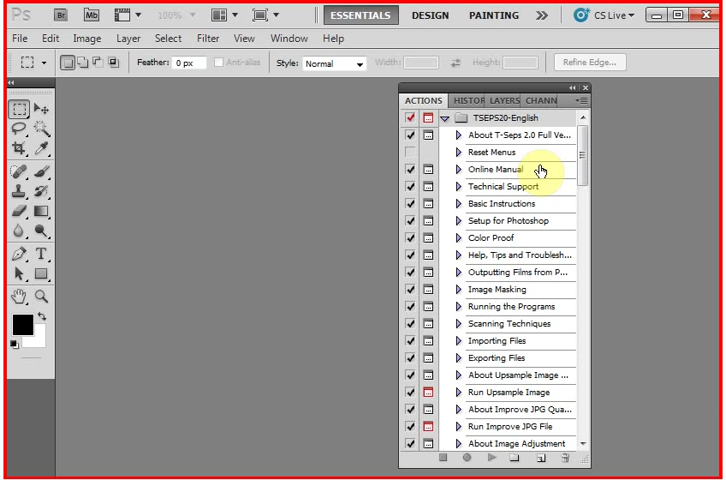 Ps Br Mb 100% ESSENTIALS DESIGN PAINTING CS Live
File Edit Image Layer Select Filter View Window Help
Feather: 0 px Anti-alias Style: Normal Width: Height: Refine Edge...
ACTIONS HISTOR LAYERS CHANN
TSEPS20-English
About T-Seps 2.0 Full Ve...
Reset Menus
Online Manual
Technical Support
Basic Instructions
Setup for Photoshop
Color Proof
Help, Tips and Troublesh...
Outputting Films from P...
Image Masking
Running the Programs
Scanning Techniques
Importing Files
Exporting Files
About Upsample Image ...
Run Upsample Image
About Improve JPG Qua...
Run Improve JPG File
About Image Adjustment
T